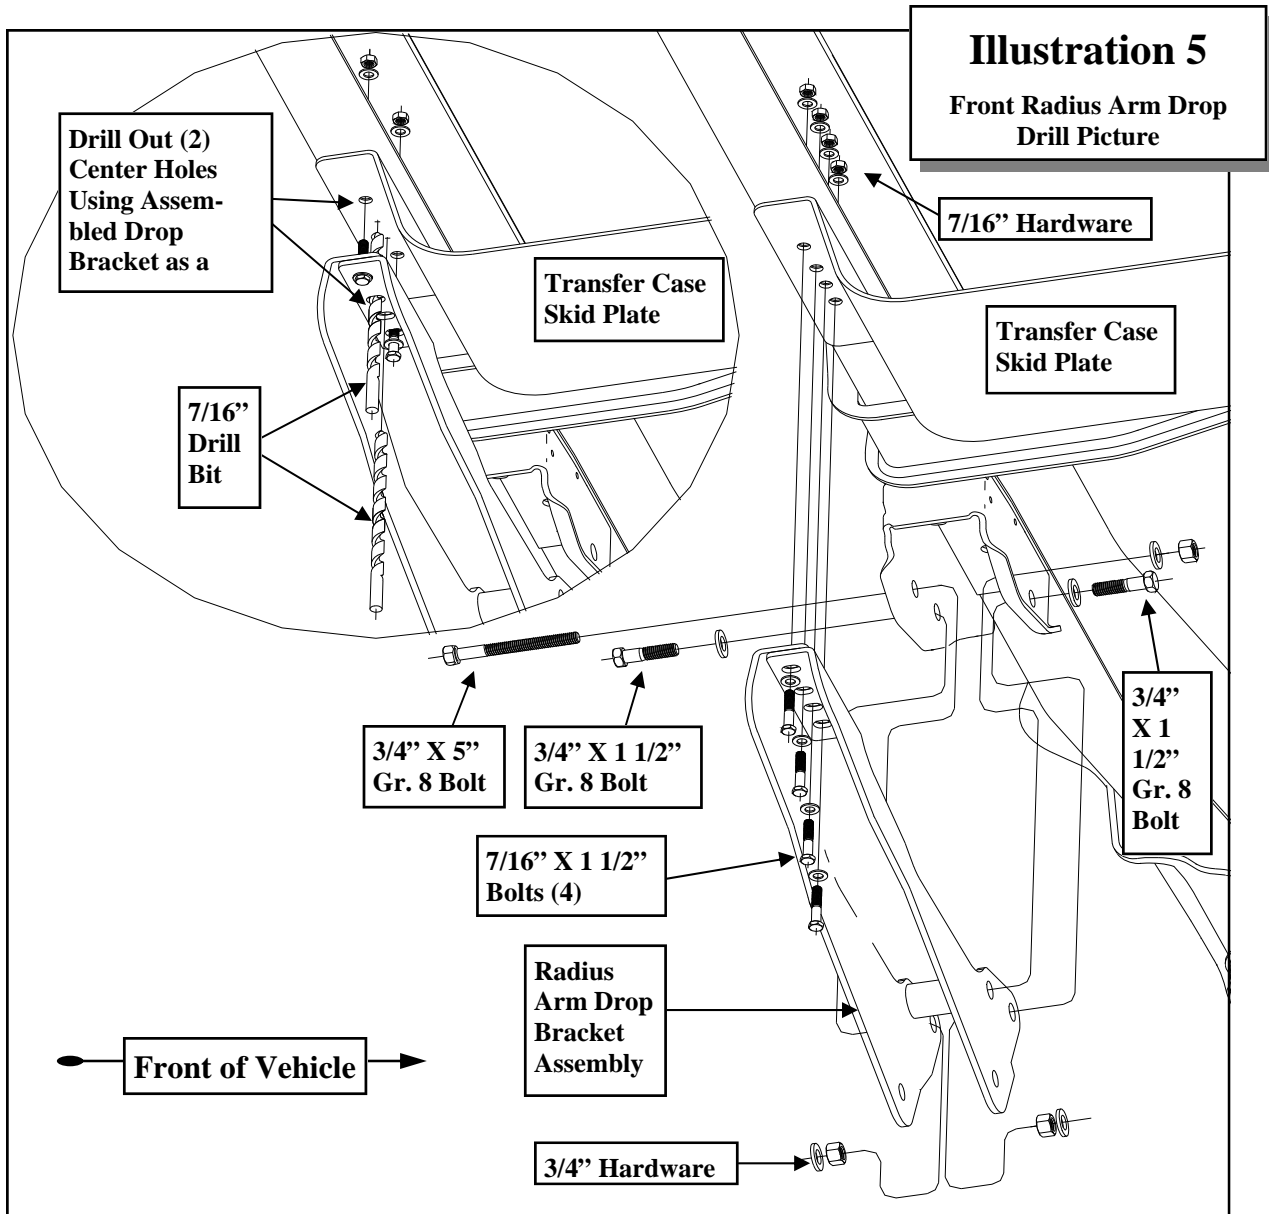 Illustration 5
Front Radius Arm Drop
Drill Picture
Drill Out (2)
Center Holes
Using Assem-
bled Drop
Bracket as a
7/16” Hardware
Transfer Case
Skid Plate
Transfer Case
Skid Plate
7/16”
Drill
Bit
3/4” X 5”
Gr. 8 Bolt
3/4” X 1 1/2”
Gr. 8 Bolt
3/4”
X 1
1/2”
Gr. 8
Bolt
7/16” X 1 1/2”
Bolts (4)
Radius
Arm Drop
Bracket
Assembly
Front of Vehicle
3/4” Hardware